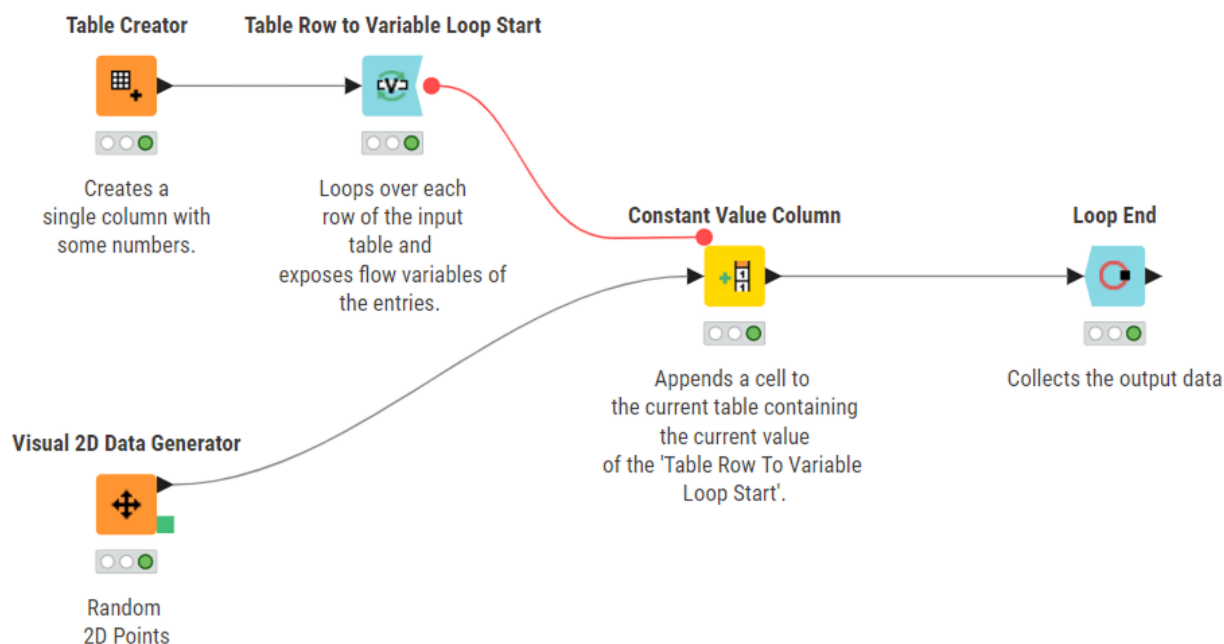 Table Creator
Table Row to Variable Loop Start
V
Creates a
single column with
some numbers.
Loops over each
row of the input
table and
exposes flow variables of
the entries.
Constant Value Column
1
1
Appends a cell to
the current table containing
the current value
of the 'Table Row To Variable
Loop Start'.
Loop End
Collects the output data
Visual 2D Data Generator
Random
2D Points